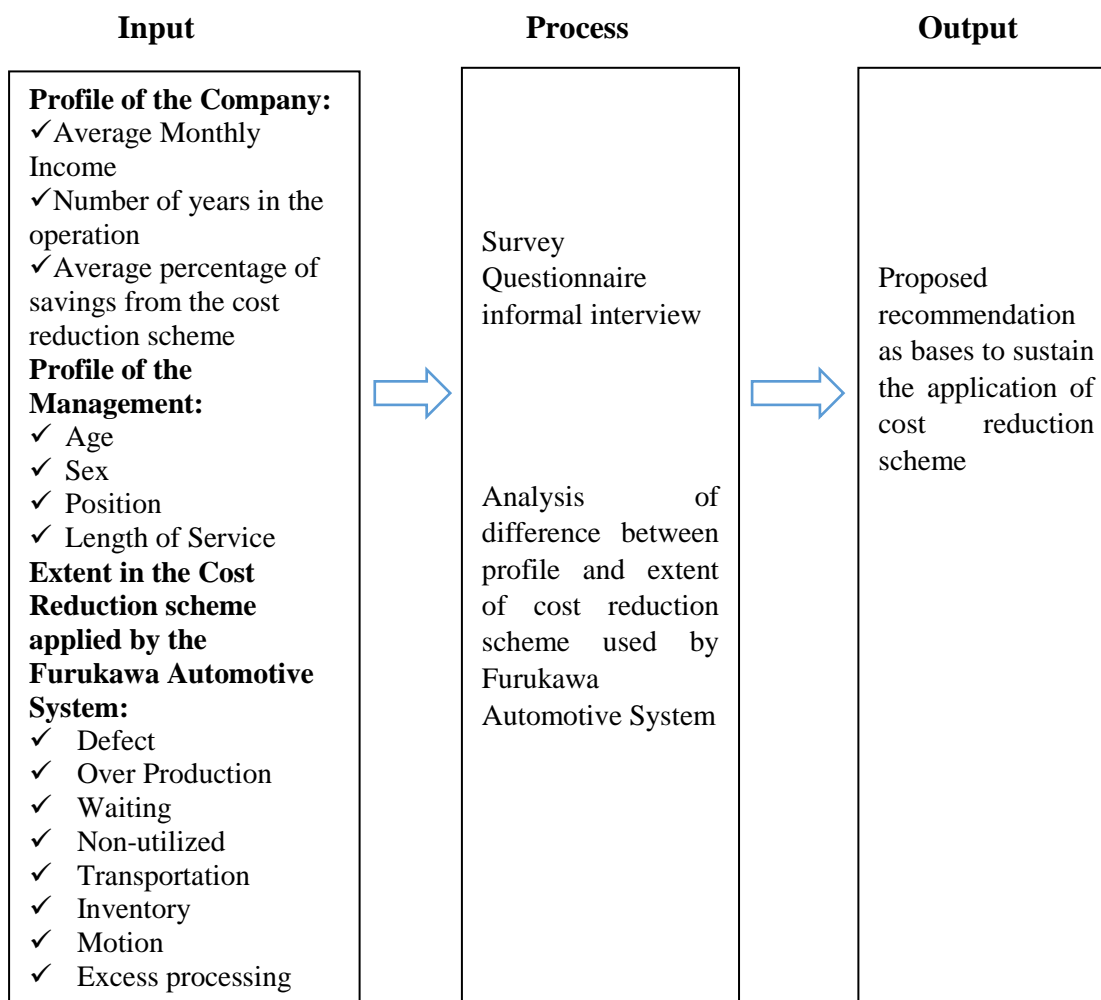 Input
Process
Output
Profile of the Company:
✓Average Monthly
Income
✓Number of years in the
operation
✓Average percentage of
savings from the cost
reduction scheme
Profile of the
Management:
✓ Age
✓ Sex
✓ Position
✓ Length of Service
Extent in the Cost
Reduction scheme
applied by the
Furukawa Automotive
System:
✓ Defect
✓ Over Production
✓ Waiting
✓ Non-utilized
✓ Transportation
✓ Inventory
✓ Motion
✓ Excess processing
Survey
Questionnaire
informal interview
Analysis of
difference between
profile and extent
of cost reduction
scheme used by
Furukawa
Automotive System
Proposed
recommendation
as bases to sustain
the application of
cost reduction
scheme